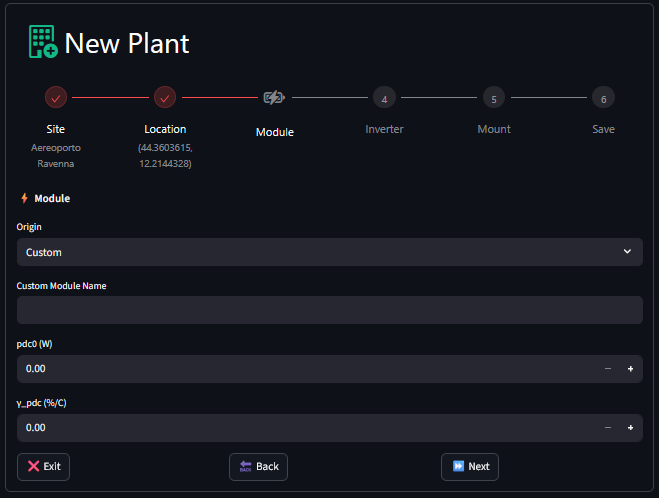 New Plant
4
5
6
Site
Location
Module
Inverter
Mount
Save
Aereoporto
Ravenna
(44.3603615,
12.2144328)
Module
Origin
Custom
Custom Module Name
pdc0 (W)
0.00
γ_pdc (%/C)
0.00
Exit
BACK
Back
Next